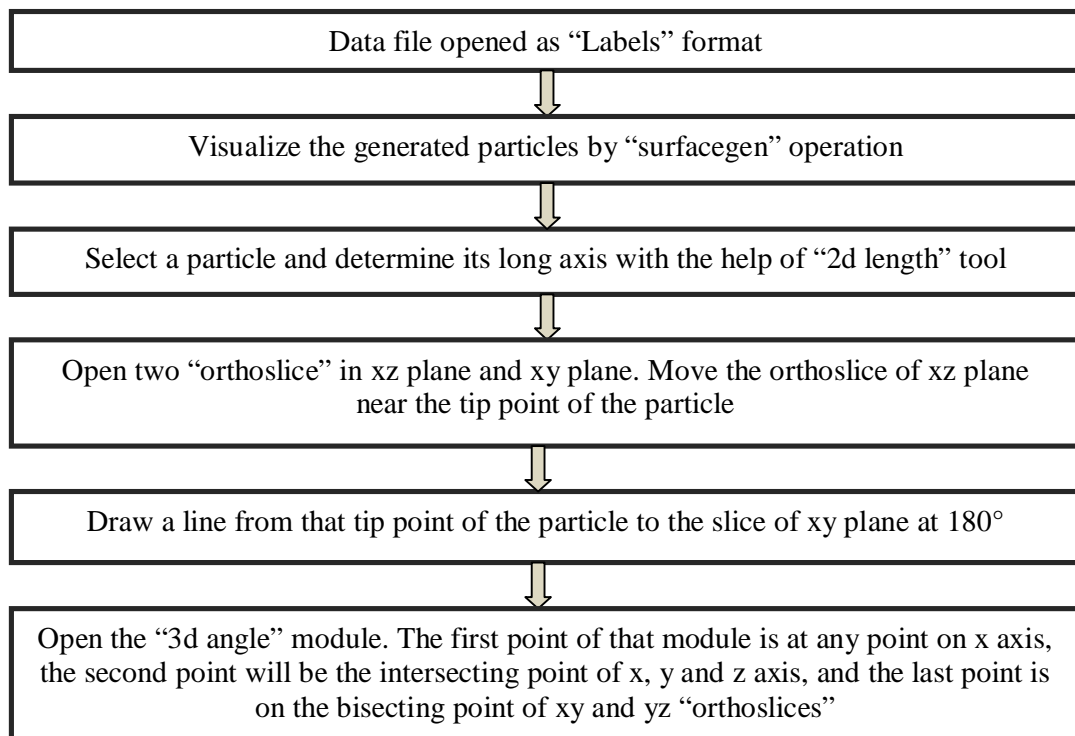 Data file opened as “Labels” format
Visualize the generated particles by “surfacegen” operation
Select a particle and determine its long axis with the help of “2d length” tool
Open two “orthoslice” in xz plane and xy plane. Move the orthoslice of xz plane
near the tip point of the particle
Draw a line from that tip point of the particle to the slice of xy plane at 180°
Open the “3d angle” module. The first point of that module is at any point on x axis,
the second point will be the intersecting point of x, y and z axis, and the last point is
on the bisecting point of xy and yz “orthoslices”